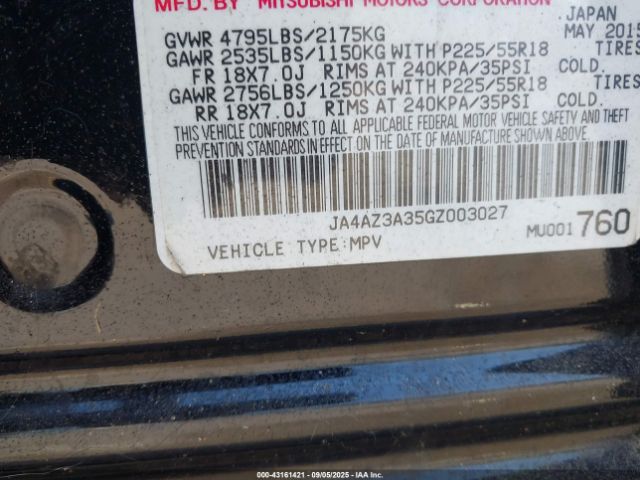 MFD. BY MITSUBISHI MOTORS CORPORATION JAPAN
GVWR 4795LBS/2175KG MAY 2015
GAWR 2535LBS/1150KG WITH P225/55R18 TIRES
FR 18X7.0J RIMS AT 240KPA/35PSI COLD.
GAWR 2756LBS/1250KG WITH P225/55R18 TIRES
RR 18X7.0J RIMS AT 240KPA/35PSI COLD.
THIS VEHICLE CONFORMS TO ALL APPLICABLE FEDERAL MOTOR VEHICLE SAFETY AND THEFT
PREVENTION STANDARDS IN EFFECT ON THE DATE OF MANUFACTURE SHOWN ABOVE.
JA4AZ3A35GZ003027
VEHICLE TYPE:MPV MU001 760
000-43161421 - 09/05/2025 - IAAI.COM